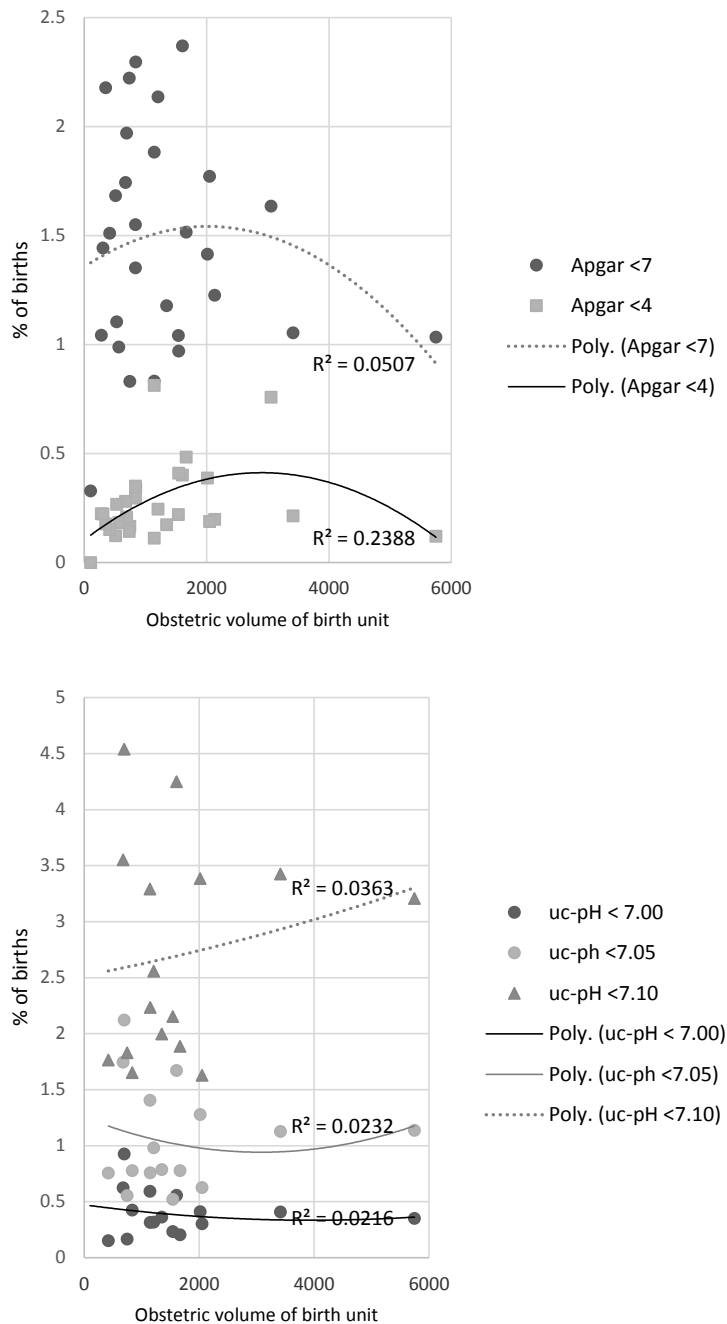 2.5
2
1.5
1
0.5
0
% of births
R² = 0.0507
R² = 0.2388
0
2000
4000
6000
Obstetric volume of birth unit
Apgar <7
Apgar <4
Poly. (Apgar <7)
Poly. (Apgar <4)
5
4.5
4
3.5
3
2.5
2
1.5
1
0.5
0
% of births
R² = 0.0363
R² = 0.0232
R² = 0.0216
0
2000
4000
6000
Obstetric volume of birth unit
uc-pH < 7.00
uc-ph <7.05
uc-pH <7.10
Poly. (uc-pH < 7.00)
Poly. (uc-ph <7.05)
Poly. (uc-pH <7.10)